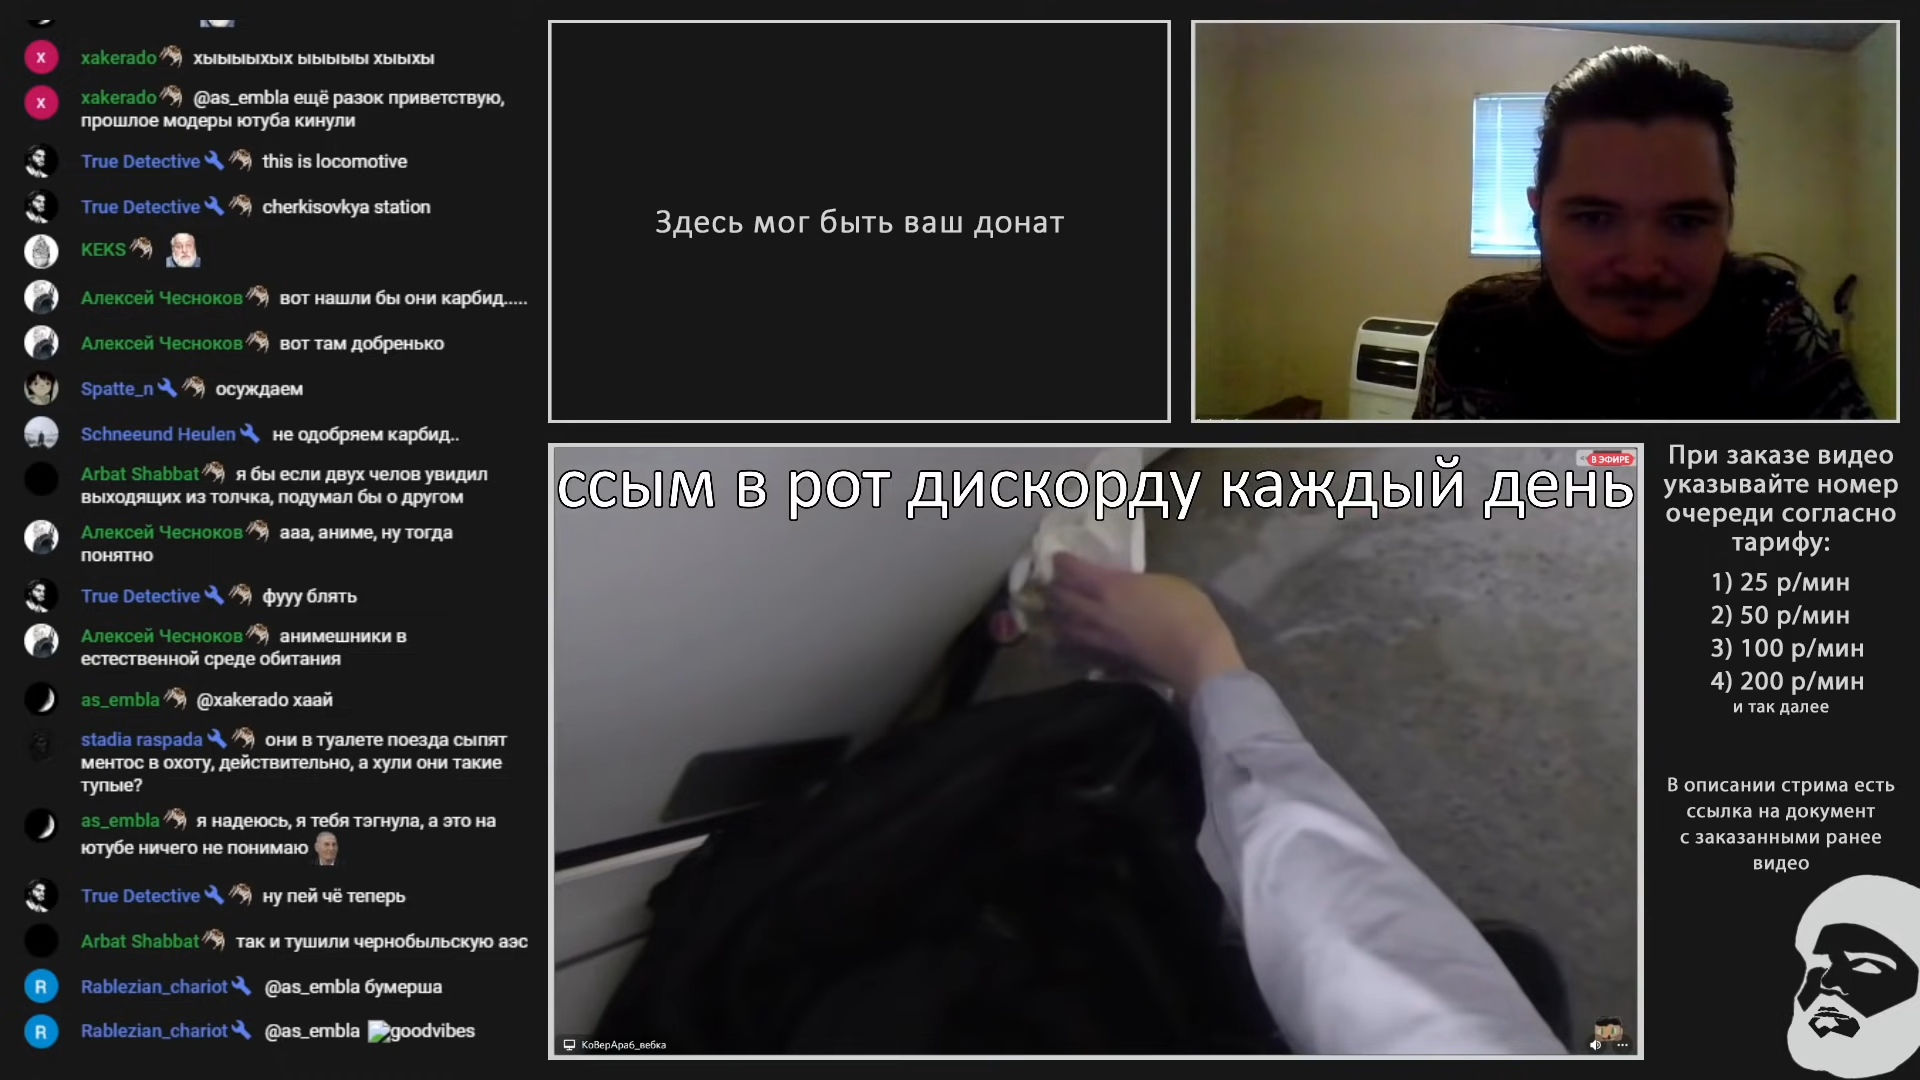 X
xakerado хыыыыхых ыыыыы хыыхы
X
xakerado @as_embla ещё разок приветствую,
прошлое модеры ютуба кинули
True Detective this is locomotive
True Detective cherkisovkya station
KEKS
Алексей Чесноков вот нашли бы они карбид.....
Алексей Чесноков вот там добренько
Spatte_n осуждаем
Schneeund Heulen не одобряем карбид..
Arbat Shabbat я бы если двух челов увидил
выходящих из толчка, подумал бы о другом
Алексей Чесноков ааа, аниме, ну тогда
понятно
True Detective фууу блять
Алексей Чесноков анимешники в
естественной среде обитания
as_embla @xakerado хаай
stadia raspada они в туалете поезда сыпят
ментос в охоту, действительно, а хули они такие
тупые?
as_embla я надеюсь, я тебя тэгнула, а это на
ютубе ничего не понимаю
True Detective ну пей чё теперь
Arbat Shabbat так и тушили чернобыльскую аэс
R
Rablezian_chariot @as_embla бумерша
R
Rablezian_chariot @as_embla goodvibes
Здесь мог быть ваш донат
В ЭФИРЕ
ссым в рот дискорду каждый день
КоВерАраб_вебка
При заказе видео
указывайте номер
очереди согласно
тарифу:
1) 25 р/мин
2) 50 р/мин
3) 100 р/мин
4) 200 р/мин
и так далее
В описании стрима есть
ссылка на документ
с заказанными ранее
видео